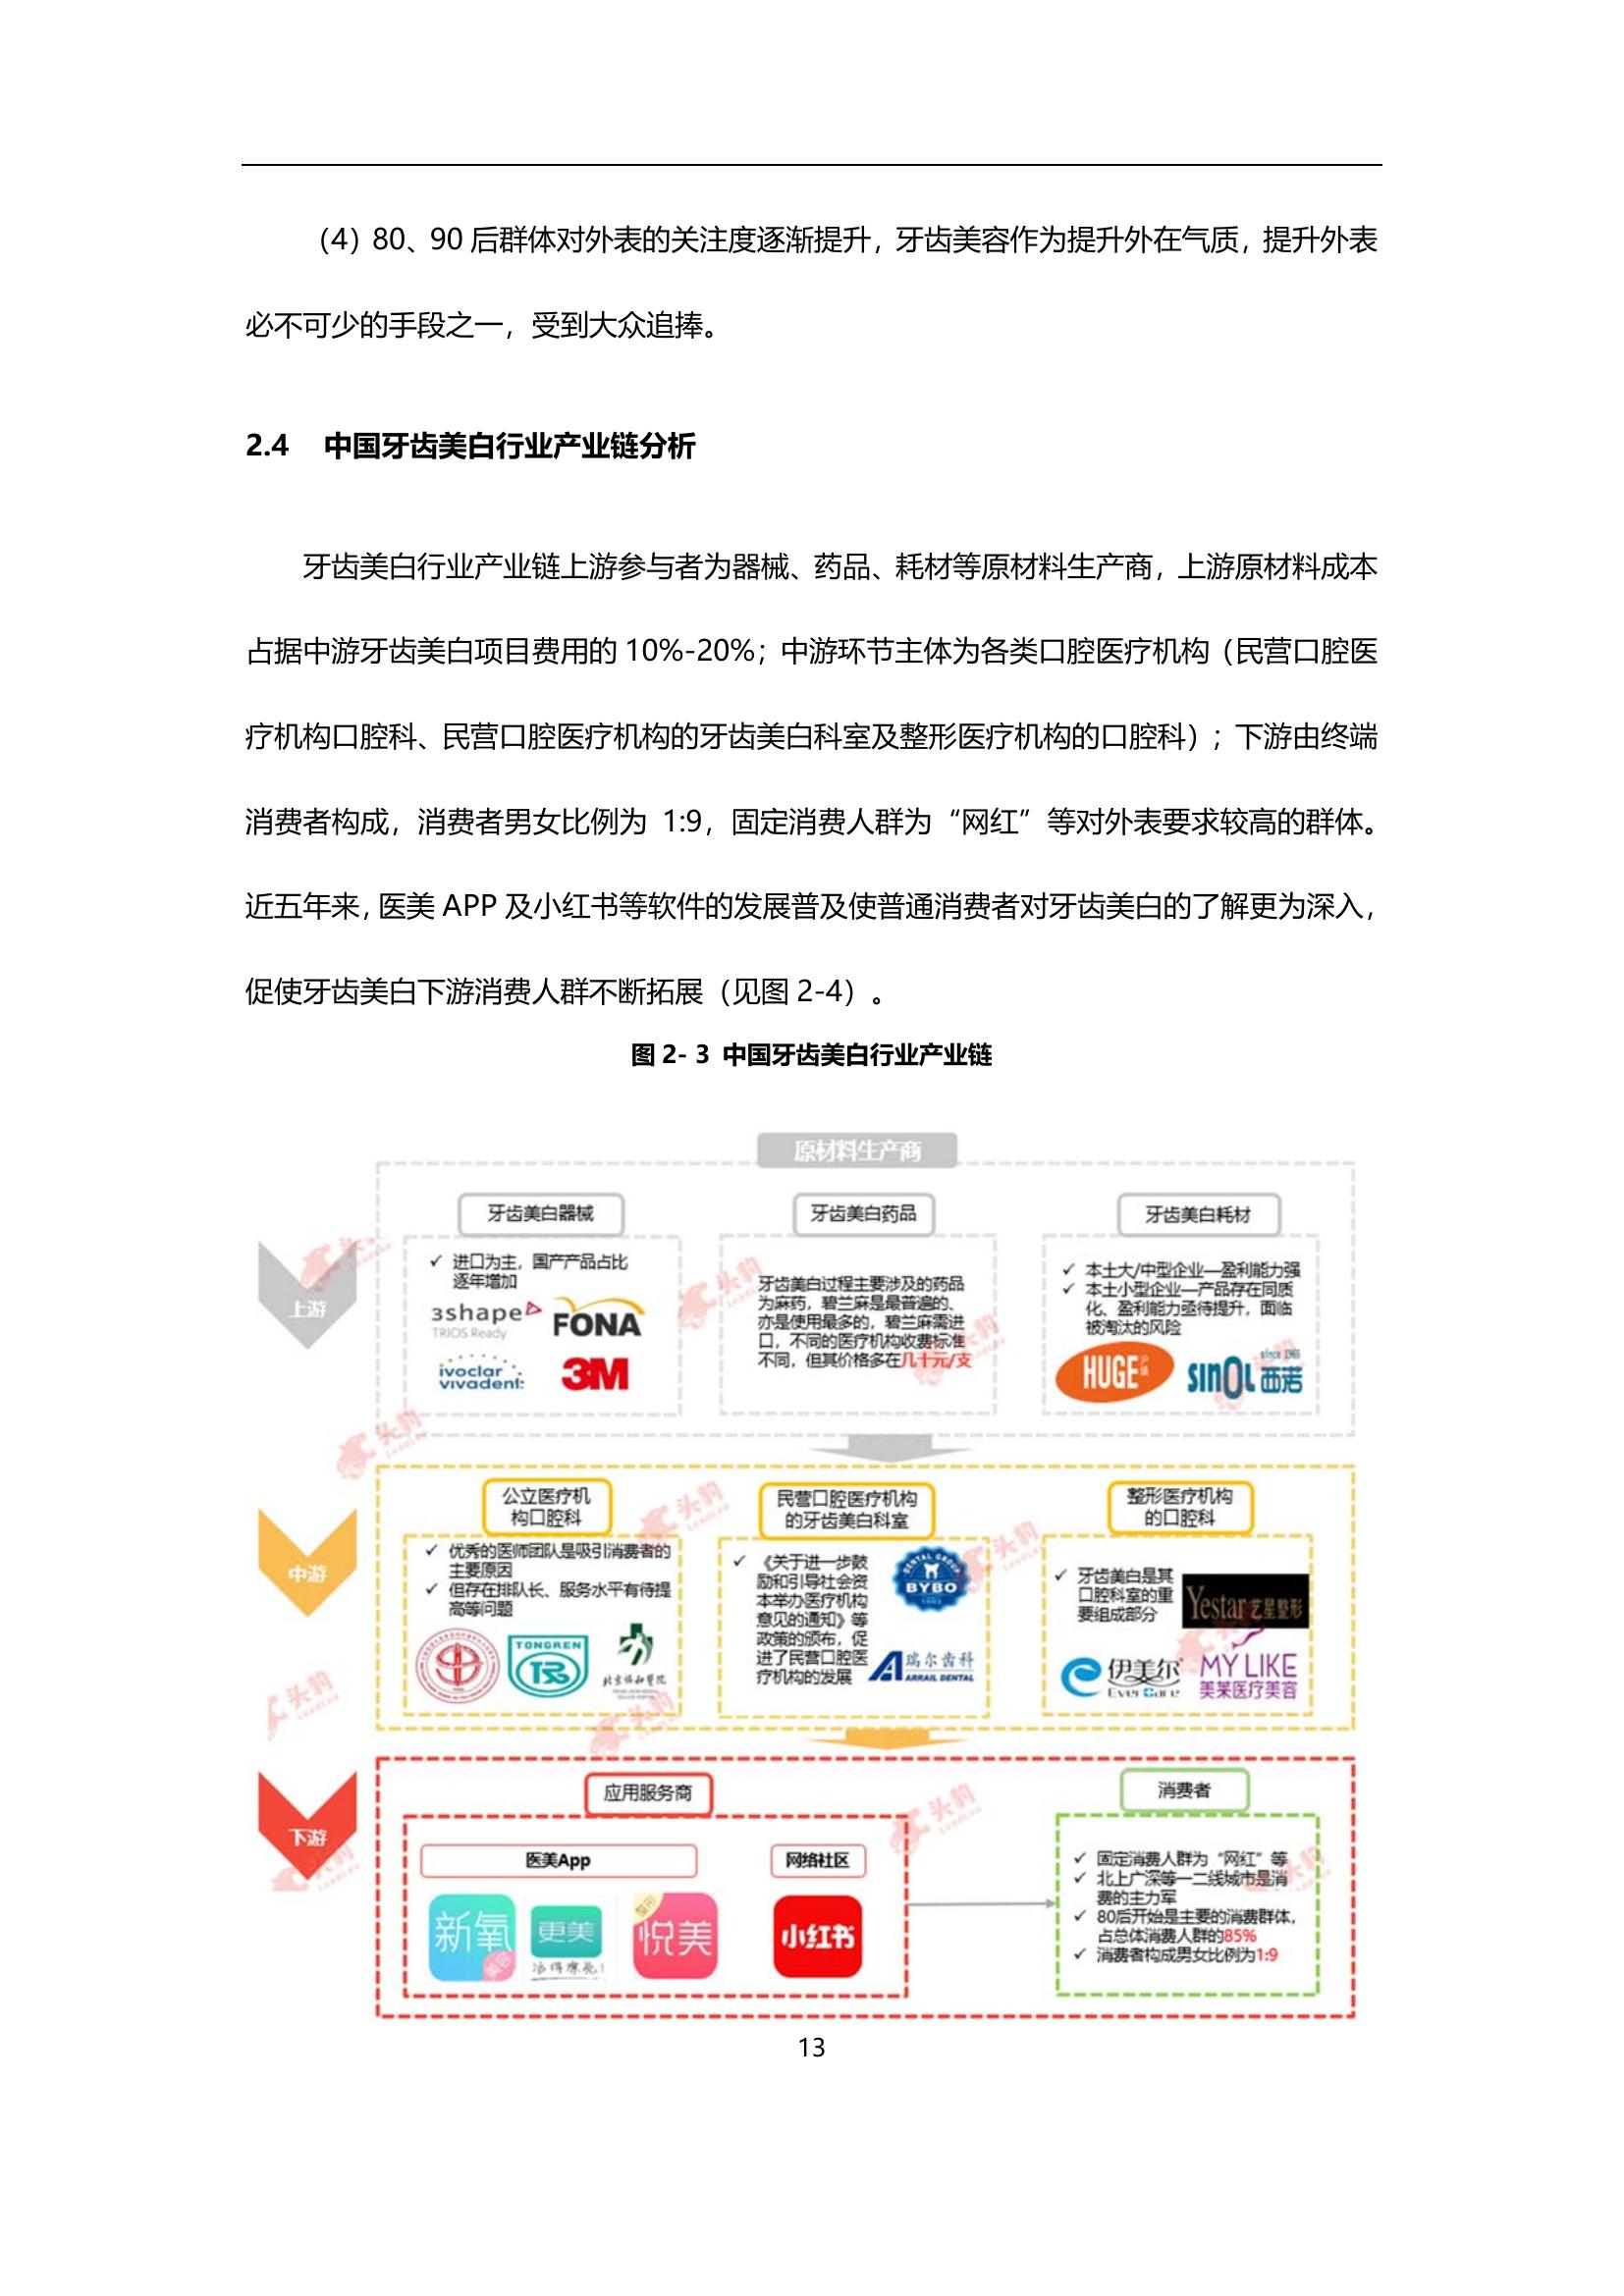 （4）80、90 后群体对外表的关注度逐渐提升，牙齿美容作为提升外在气质，提升外表
必不可少的手段之一，受到大众追捧。
2.4 中国牙齿美白行业产业链分析
牙齿美白行业产业链上游参与者为器械、药品、耗材等原材料生产商，上游原材料成本
占据中游牙齿美白项目费用的 10%-20%；中游环节主体为各类口腔医疗机构（民营口腔医
疗机构口腔科、民营口腔医疗机构的牙齿美白科室及整形医疗机构的口腔科）；下游由终端
消费者构成，消费者男女比例为 1:9，固定消费人群为“网红”等对外表要求较高的群体。
近五年来，医美 APP 及小红书等软件的发展普及使普通消费者对牙齿美白的了解更为深入，
促使牙齿美白下游消费人群不断拓展（见图 2-4）。
图 2- 3 中国牙齿美白行业产业链
原材料生产商
上游
牙齿美白器械
✓ 进口为主，国产产品占比
逐年增加
3shape
TRIOS Ready
FONA
ivoclar
vivadent:
3M
牙齿美白药品
牙齿美白过程主要涉及的药品
为麻药，碧兰麻是最普遍的、
亦是使用最多的，碧兰麻需进
口，不同的医疗机构收费标准
不同，但其价格多在几十元/支
牙齿美白耗材
✓ 本土大/中型企业—盈利能力强
✓ 本土小型企业—产品存在同质
化、盈利能力亟待提升，面临
被淘汰的风险
HUGE
since 1965
SINOL 西诺
中游
公立医疗机
构口腔科
✓ 优秀的医师团队是吸引消费者的
主要原因
✓ 但存在排队长、服务水平有待提
高等问题
TONGREN
TRS
北京协和医院
民营口腔医疗机构
的牙齿美白科室
✓ 《关于进一步鼓
励和引导社会资
本举办医疗机构
意见的通知》等
政策的颁布，促
进了民营口腔医
疗机构的发展
DENTAL GROUP
BYBO
瑞尔齿科
ARRAIL DENTAL
整形医疗机构
的口腔科
✓ 牙齿美白是其
口腔科室的重
要组成部分
Yestar 艺星整形
伊美尔
EverCare
MYLIKE
美莱医疗美容
下游
应用服务商
医美App
新氧
更美
悦美
网络社区
小红书
消费者
✓ 固定消费人群为“网红”等
✓ 北上广深等一二线城市是消
费的主力军
✓ 80后开始是主要的消费群体，
占总体消费人群的85%
✓ 消费者构成男女比例为1:9
头豹
LeadLeo
13